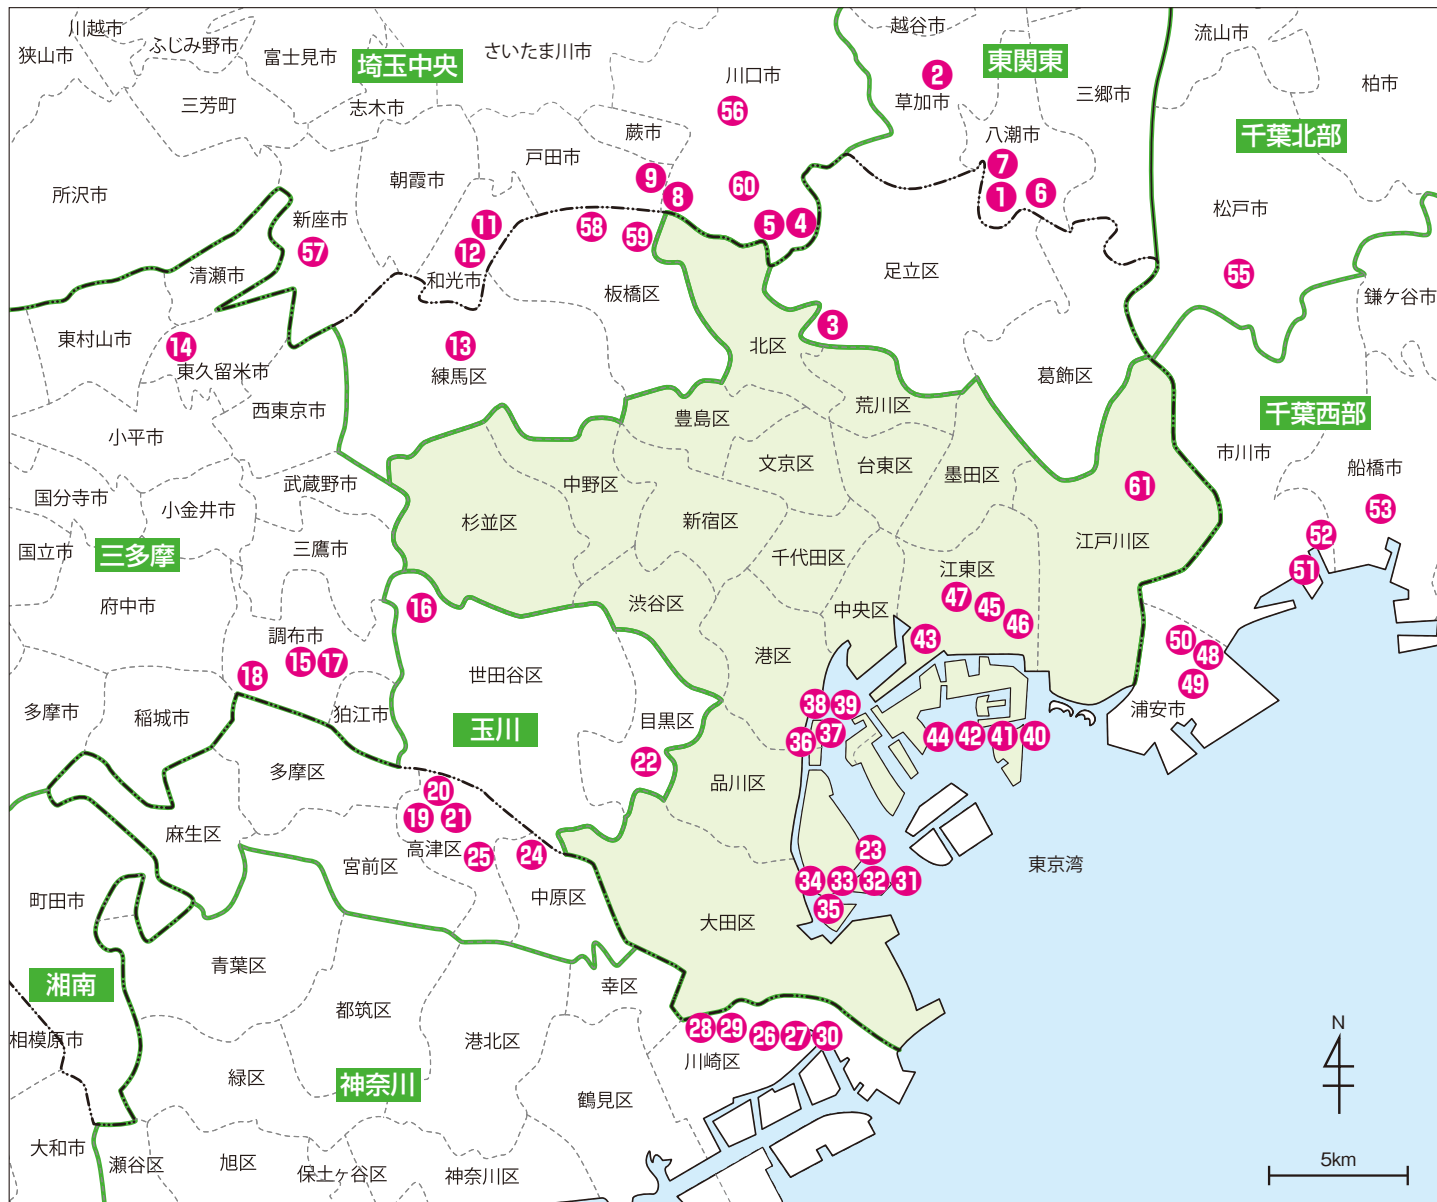 川越市
越谷市
ふじみ野市
さいたま川市
流山市
狭山市
富士見市
埼玉中央
東関東
川口市
2
柏市
三芳町
志木市
草加市
三郷市
56
蕨市
八潮市
千葉北部
戸田市
7
所沢市
朝霞市
9
60
1
6
8
松戸市
新座市
11
58
59
5
4
57
12
清瀬市
和光市
板橋区
足立区
55
鎌ケ谷市
東村山市
14
13
3
北区
東久留米市
練馬区
葛飾区
西東京市
荒川区
千葉西部
豊島区
小平市
市川市
文京区
台東区
船橋市
墨田区
武蔵野市
中野区
61
国分寺市
小金井市
杉並区
新宿区
53
52
国立市
三多摩
三鷹市
千代田区
江戸川区
江東区
51
府中市
16
渋谷区
47
45
中央区
46
調布市
43
50
18
15
17
港区
48
世田谷区
49
多摩市
稲城市
狛江市
38
39
浦安市
玉川
目黒区
36
37
44
42
41
40
22
多摩区
品川区
20
19
21
麻生区
高津区
25
24
23
宮前区
東京湾
34
33
32
31
町田市
中原区
35
大田区
青葉区
湘南
幸区
都筑区
28
29
26
27
30
相模原市
港北区
川崎区
N
緑区
神奈川
鶴見区
大和市
瀬谷区
旭区
保土ヶ谷区
神奈川区
5km